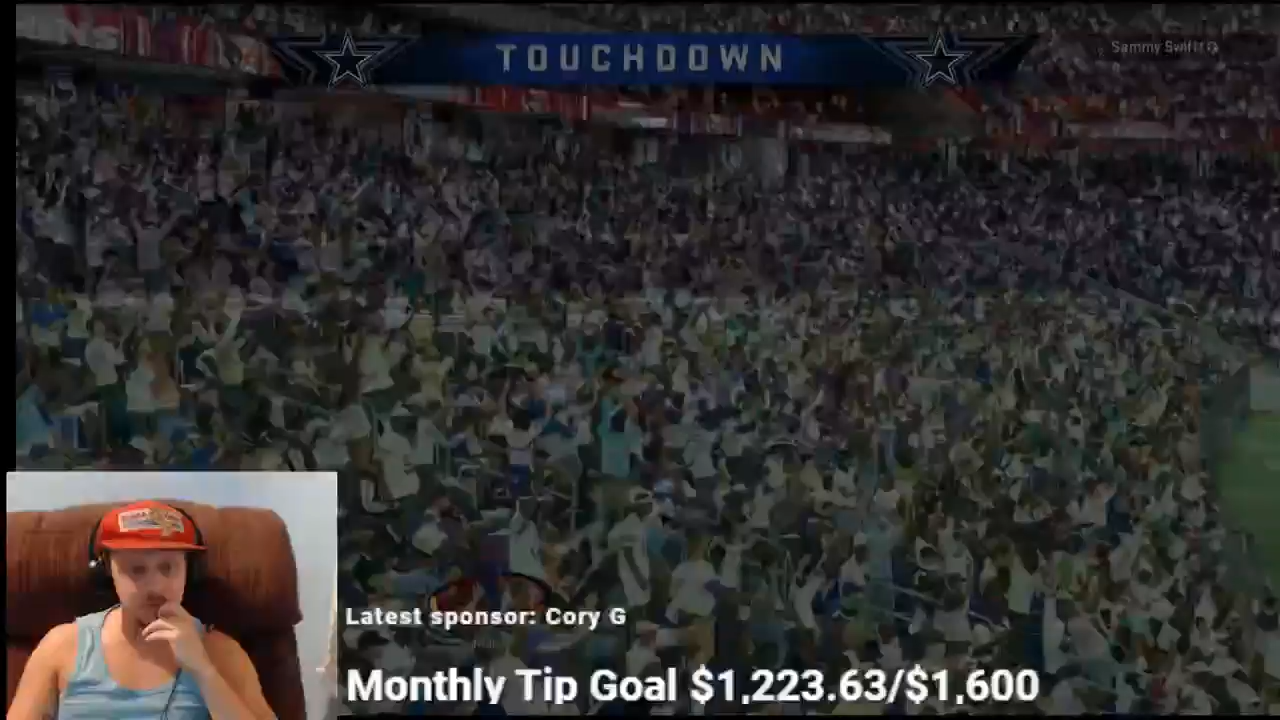 TOUCHDOWN
Latest sponsor: Cory G
Monthly Tip Goal $1,223.63/$1,600